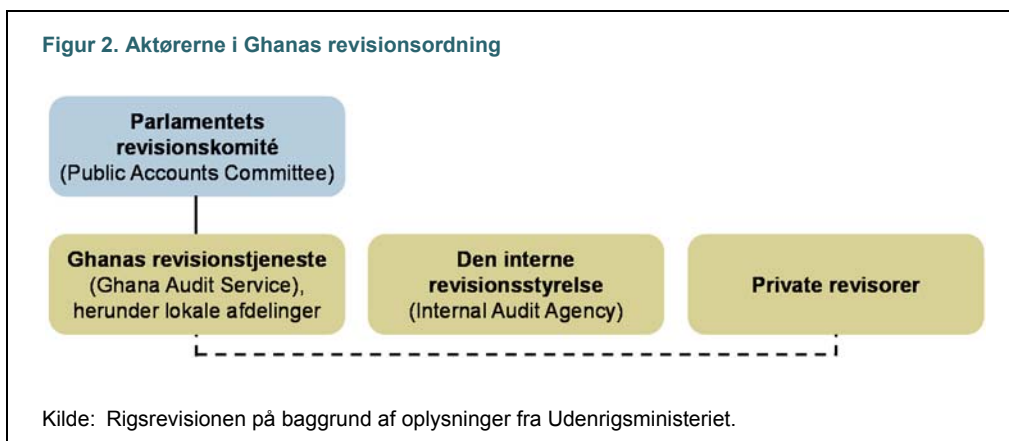 Figur 2. Aktørerne i Ghanas revisionsordning
Parlamentets
revisionskomité
(Public Accounts Committee)
Ghanas revisionstjeneste
(Ghana Audit Service),
herunder lokale afdelinger
Den interne
revisionsstyrelse
(Internal Audit Agency)
Private revisorer
Kilde: Rigsrevisionen på baggrund af oplysninger fra Udenrigsministeriet.